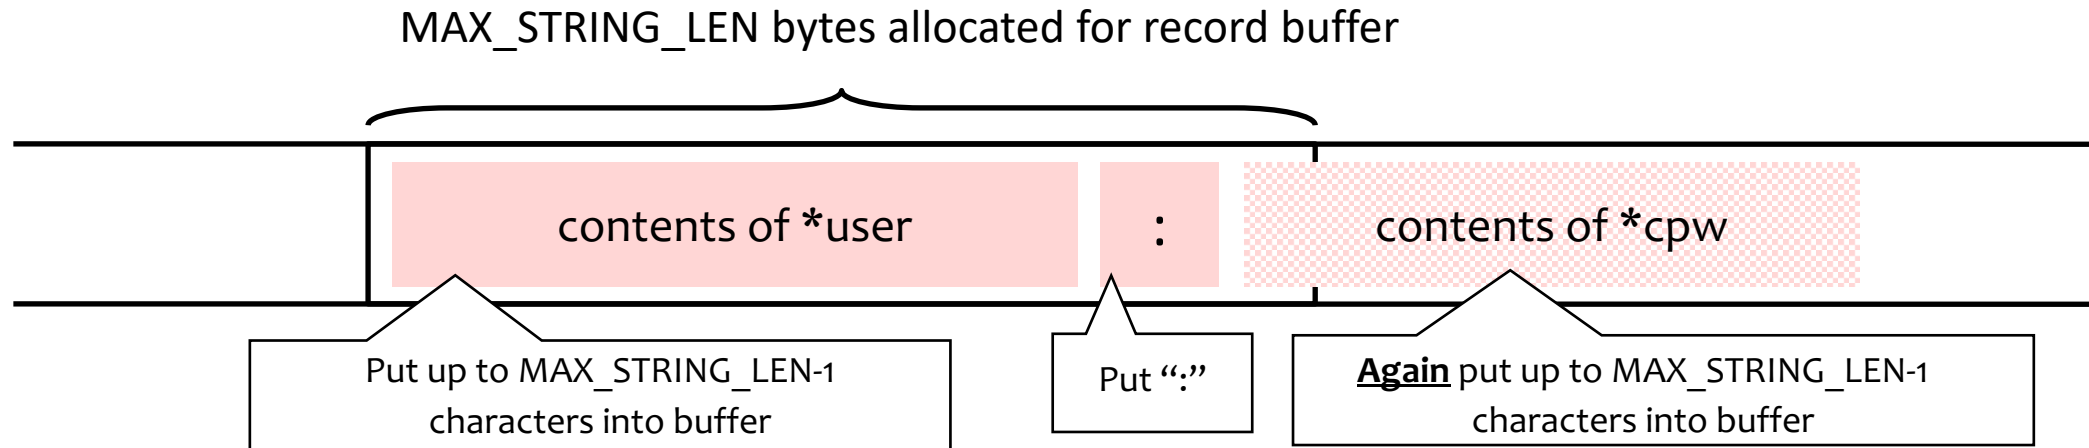 MAX_STRING_LEN bytes allocated for record buffer
contents of *user
:
contents of *cpw
Put up to MAX_STRING_LEN-1
characters into buffer
Put “:”
Again put up to MAX_STRING_LEN-1
characters into buffer